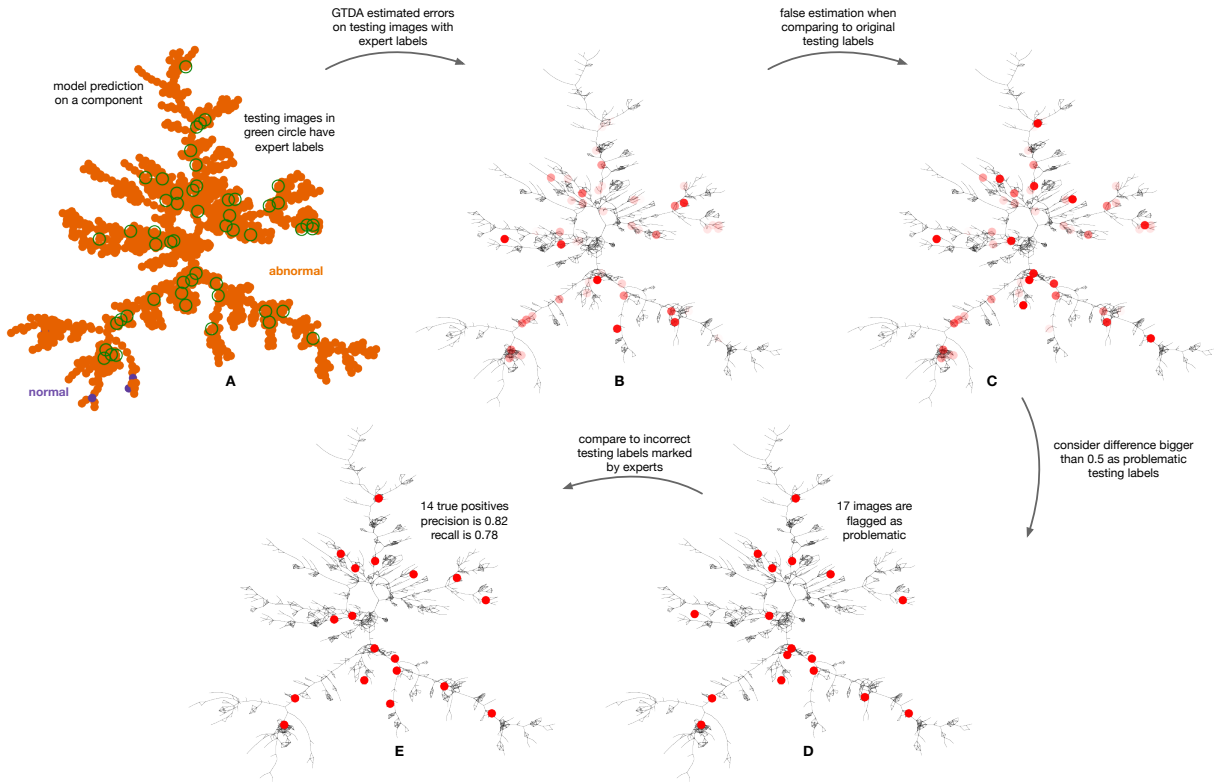 GTDA estimated errors
on testing images with
expert labels
false estimation when
comparing to original
testing labels
model prediction
on a component
testing images in
green circle have
expert labels
abnormal
normal
A
B
C
compare to incorrect
testing labels marked
by experts
consider difference bigger
than 0.5 as problematic
testing labels
14 true positives
precision is 0.82
recall is 0.78
17 images are
flagged as
problematic
E
D